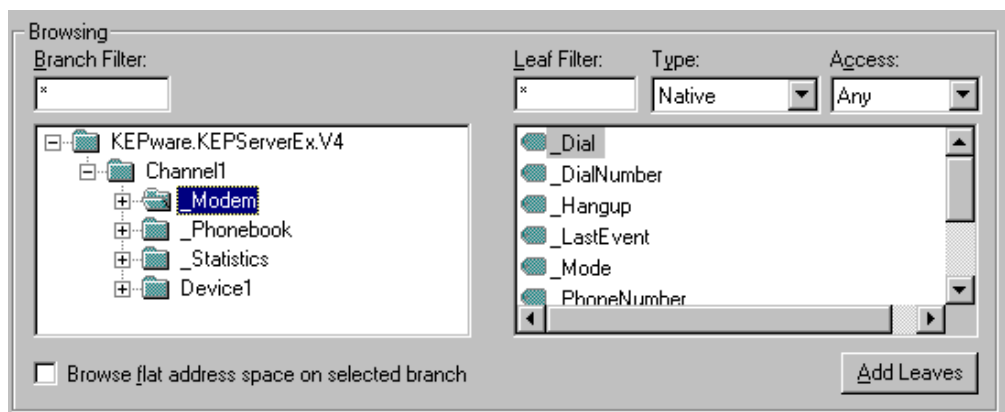 Browsing
Branch Filter: Leaf Filter: Type: Access:
* * Native Any
KEPware.KEPServerEx.V4
Channel1
_Modem
_Phonebook
_Statistics
Device1
_Dial
_DialNumber
_Hangup
_LastEvent
_Mode
_PhoneNumber
Browse flat address space on selected branch
Add Leaves